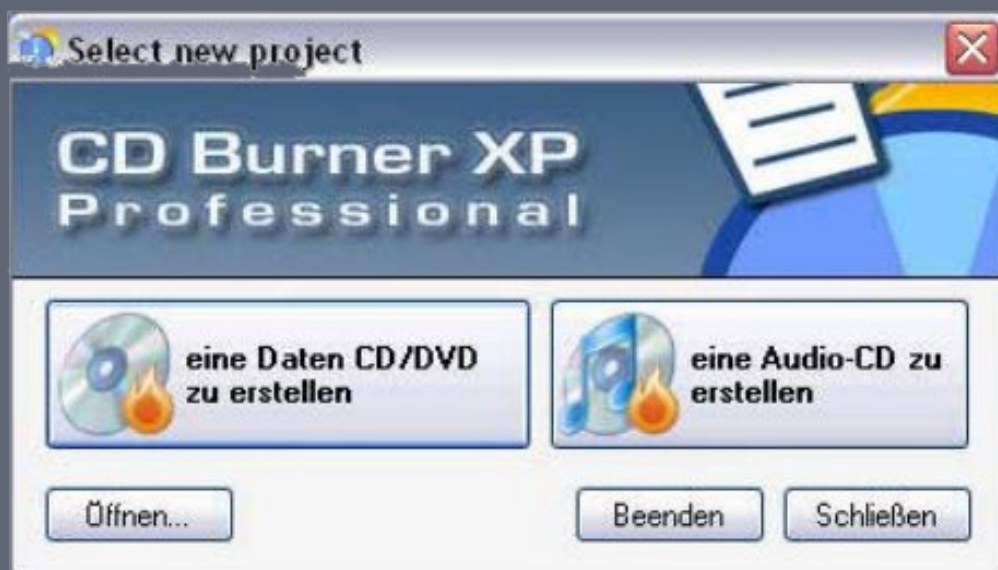 Select new project
CD Burner XP
Professional
eine Daten CD/DVD
zu erstellen
eine Audio-CD zu
erstellen
Öffnen...
Beenden
Schließen